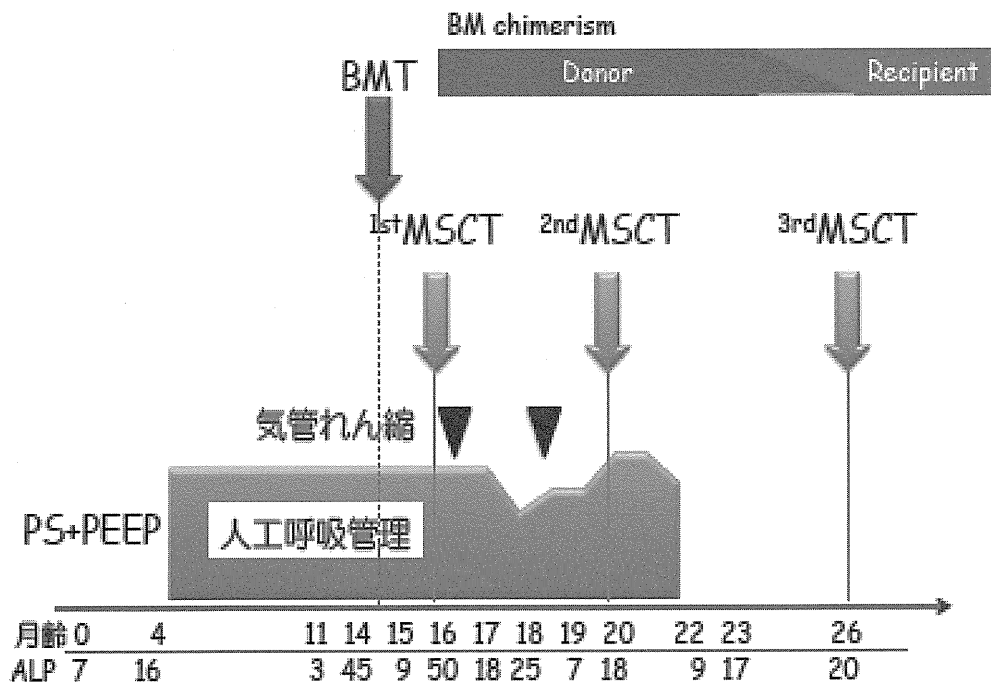 BM chimerism
Donor Recipient
BMT
1stMSCT 2ndMSCT 3rdMSCT
気管れん縮
PS+PEEP 人工呼吸管理
月齢 0 4 11 14 15 16 17 18 19 20 22 23 26
ALP 7 16 3 45 9 50 18 25 7 18 9 17 20